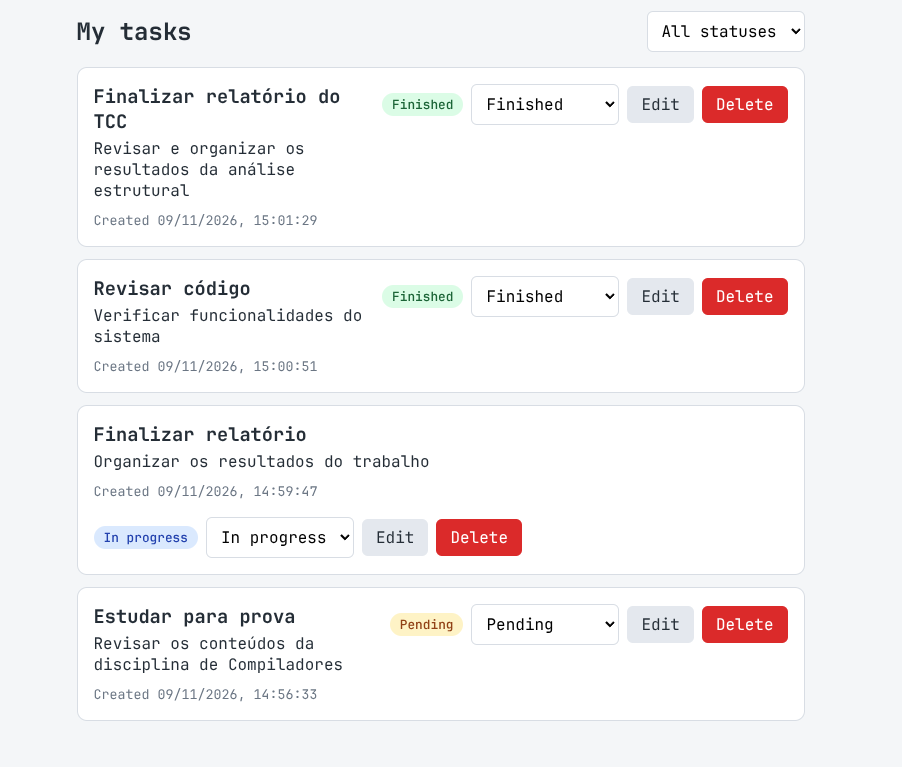 My tasks
All statuses
Finalizar relatório do
TCC
Revisar e organizar os
resultados da análise
estrutural
Created 09/11/2026, 15:01:29
Finished
Finished
Edit
Delete
Revisar código
Verificar funcionalidades do
sistema
Created 09/11/2026, 15:00:51
Finished
Finished
Edit
Delete
Finalizar relatório
Organizar os resultados do trabalho
Created 09/11/2026, 14:59:47
In progress
In progress
Edit
Delete
Estudar para prova
Revisar os conteúdos da
disciplina de Compiladores
Created 09/11/2026, 14:56:33
Pending
Pending
Edit
Delete